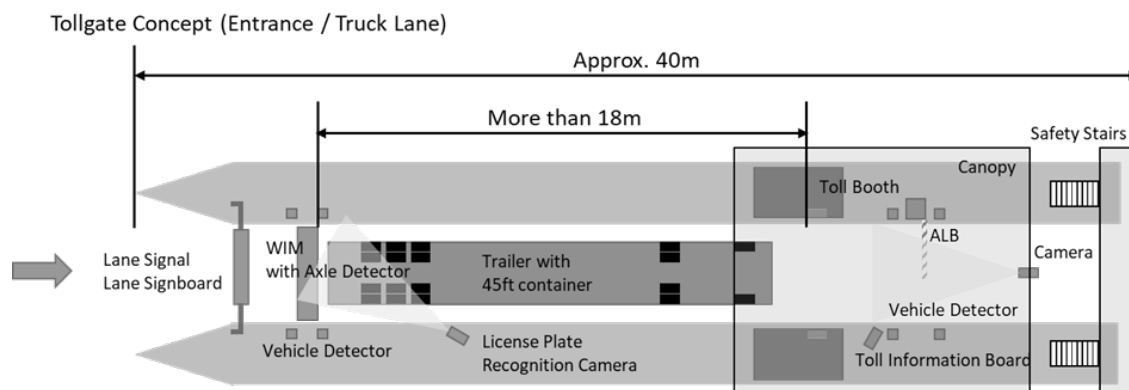 Tollgate Concept (Entrance / Truck Lane)
Approx. 40m
More than 18m
Safety Stairs
Canopy
Toll Booth
ALB
WIM
with Axle Detector
Trailer with
45ft container
Camera
Lane Signal
Lane Signboard
Vehicle Detector
Vehicle Detector
License Plate
Recognition Camera
Toll Information Board